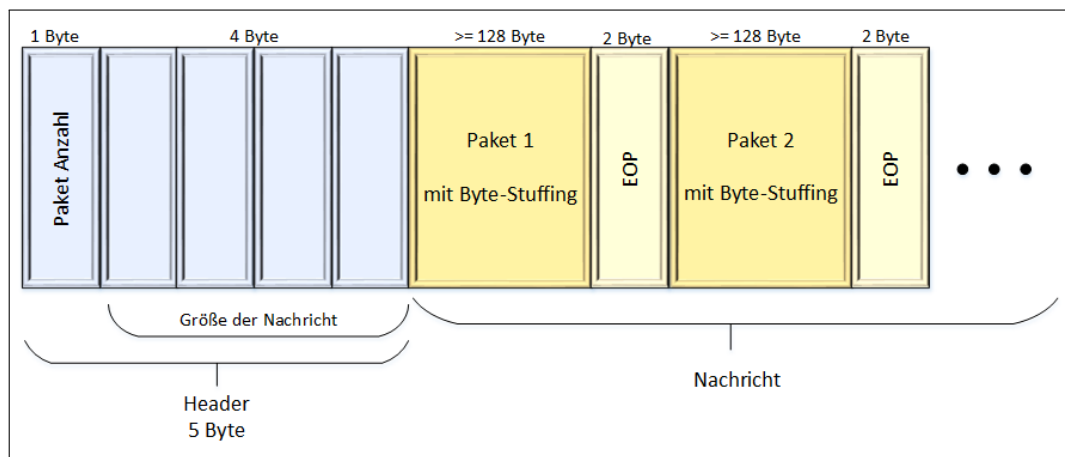 1 Byte
4 Byte
>= 128 Byte
2 Byte
>= 128 Byte
2 Byte
Paket Anzahl
Paket 1
mit Byte-Stuffing
EOP
Paket 2
mit Byte-Stuffing
EOP
Größe der Nachricht
Nachricht
Header
5 Byte